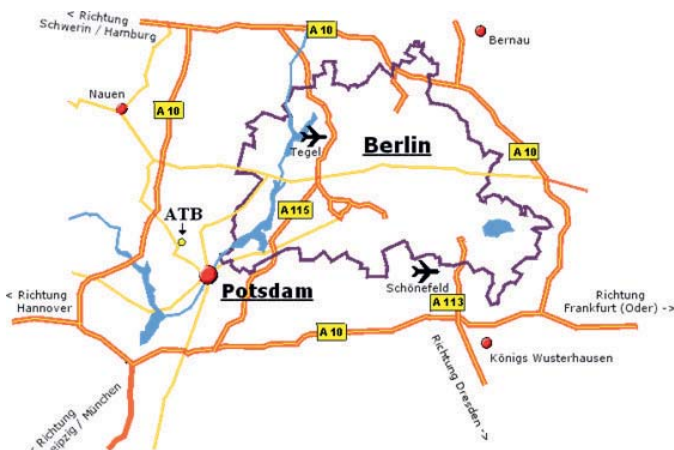 < Richtung
Schwerin / Hamburg
A 10
Bernau
Nauen
A 10
Tegel
Berlin
A 10
ATB
A 115
Potsdam
Schönefeld
< Richtung
Hannover
A 113
Richtung
Frankfurt (Oder) ->
A 10
Königs Wusterhausen
Richtung Dresden ->
< Richtung
/ München